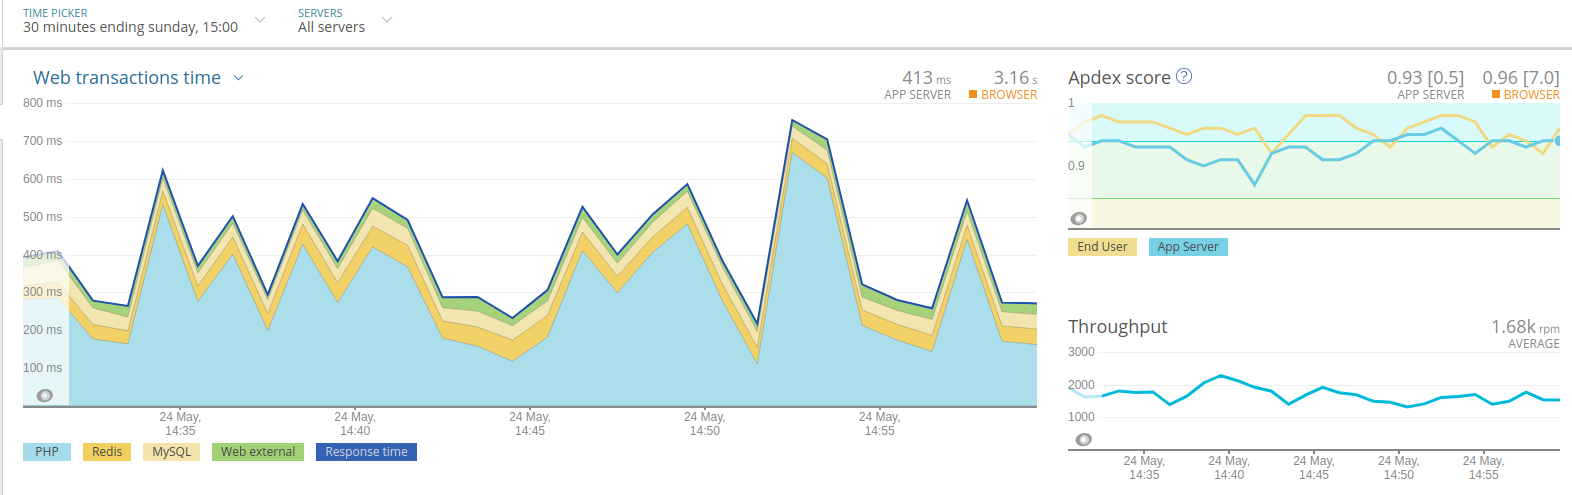 TIME PICKER
30 minutes ending sunday, 15:00
SERVERS
All servers
Web transactions time
413 ms
APP SERVER
3.16 s
BROWSER
800 ms
700 ms
600 ms
500 ms
400 ms
300 ms
200 ms
100 ms
24 May,
14:35
24 May,
14:40
24 May,
14:45
24 May,
14:50
24 May,
14:55
PHP
Redis
MySQL
Web external
Response time
Apdex score ?
0.93 [0.5]
APP SERVER
0.96 [7.0]
BROWSER
1
0.9
End User
App Server
Throughput
1.68k rpm
AVERAGE
3000
2000
1000
24 May,
14:35
24 May,
14:40
24 May,
14:45
24 May,
14:50
24 May,
14:55